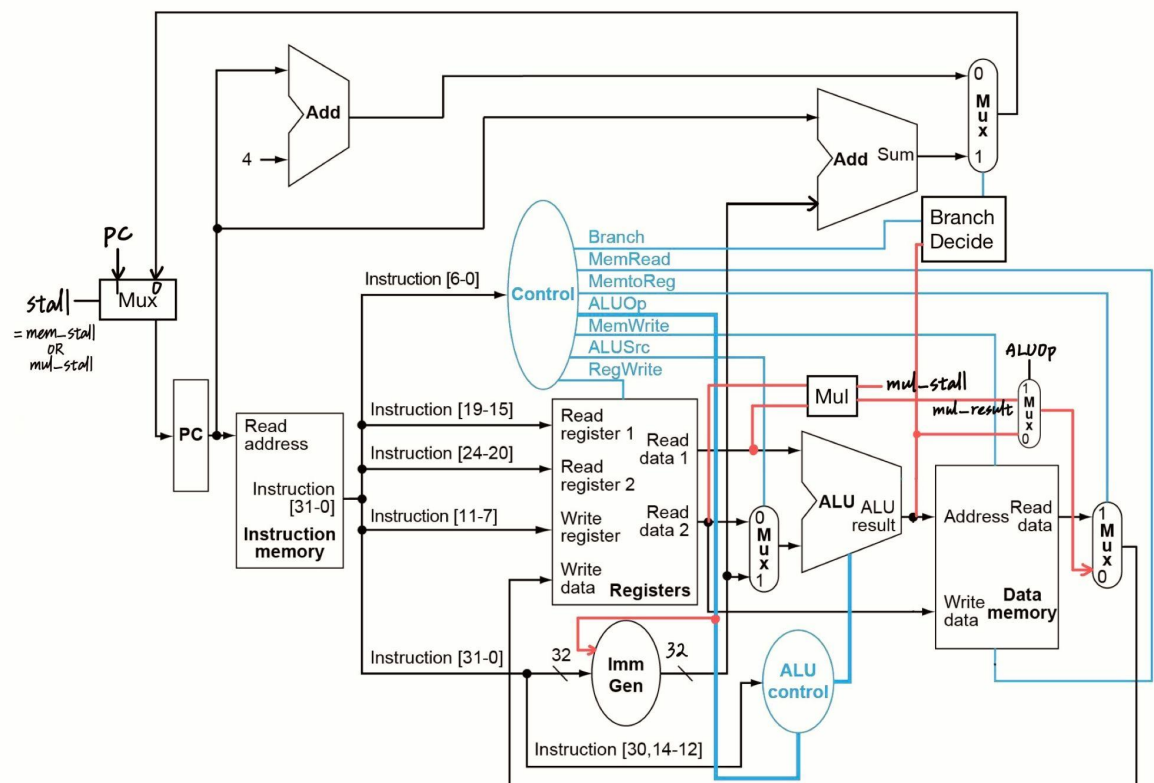 Add
4
0
Mux
1
Add
Sum
Branch
Decide
PC
1
0
Mux
stall
= mem_stall
OR
mul_stall
Instruction [6-0]
Control
Branch
MemRead
MemtoReg
ALUOp
MemWrite
ALUSrc
RegWrite
PC
Read
address
Instruction
[31-0]
Instruction
memory
Instruction [19-15]
Instruction [24-20]
Instruction [11-7]
Read
register 1
Read
register 2
Write
register
Write
data
Read
data 1
Read
data 2
Registers
0
Mux
1
Mul
mul_stall
mul_result
ALUOp
1
Mux
0
ALU
ALU
result
Address
Read
data
Write
data
Data
memory
1
Mux
0
Instruction [31-0]
32
Imm
Gen
32
ALU
control
Instruction [30,14-12]